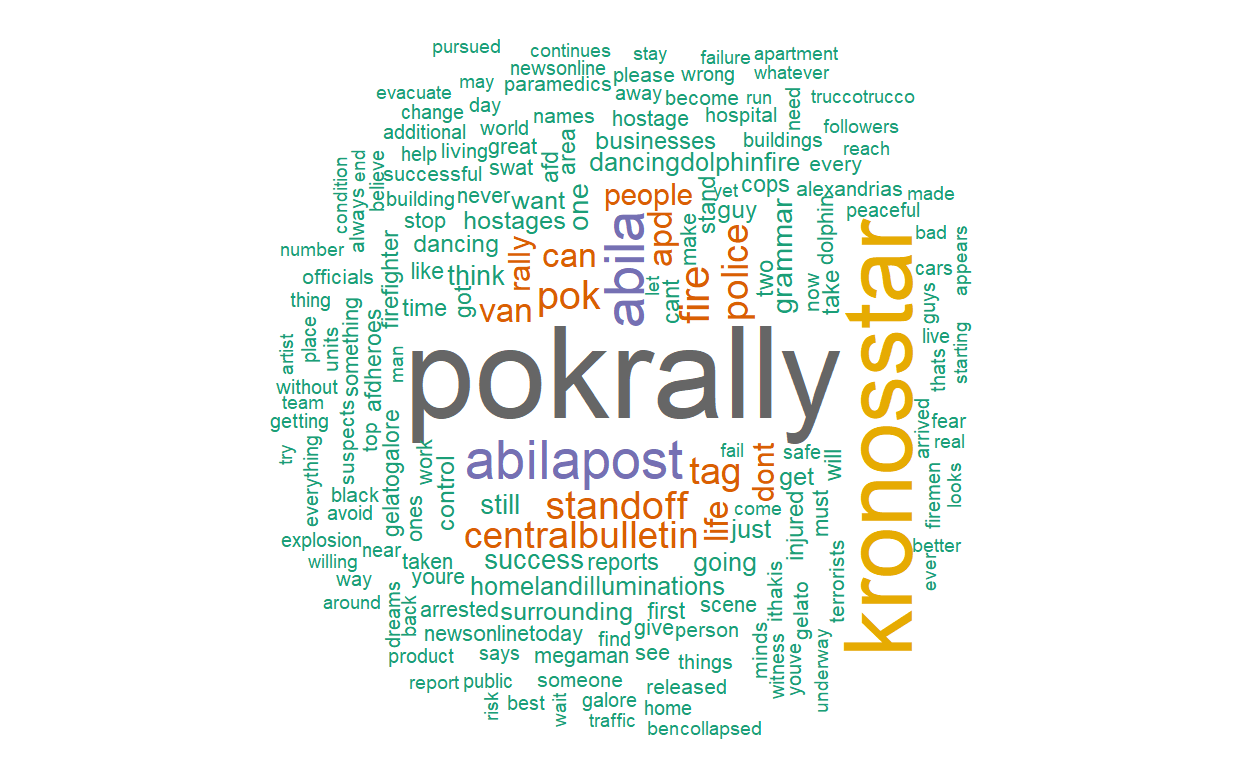 pursued continues stay failure apartment
newsonline please wrong whatever
evacuate may paramedics away become run need truccotrucco
change day names hostage hospital
additional world businesses buildings followers
help living great afd area reach
successful swat dancingdolphinfire every
condition always end believe building never want one people stand yet cops alexandrias made
stop hostages guy peaceful
number dancing rally can abila apd make police grammar dolphin bad
officials firefighter like think let cant fire two now take cars appears
thing time got van pok guys
artist place units something afdheroes man live thats starting
without pokrally kronosstar
team
getting top gelatogalore work abilapost tag fail dont safe will arrived fear
try everything suspects get real
black control still standoff life come just injured must firemen looks
avoid ones
explosion near centralbulletin better
willing taken success reports going terrorists even
way youre homelandilluminations ithakis
around dreams back arrested surrounding first scene gelato
newsonlinetoday find give person minds witness youve underway
product says megaman see things
report public someone released
risk best wait galore home
traffic ben collapsed